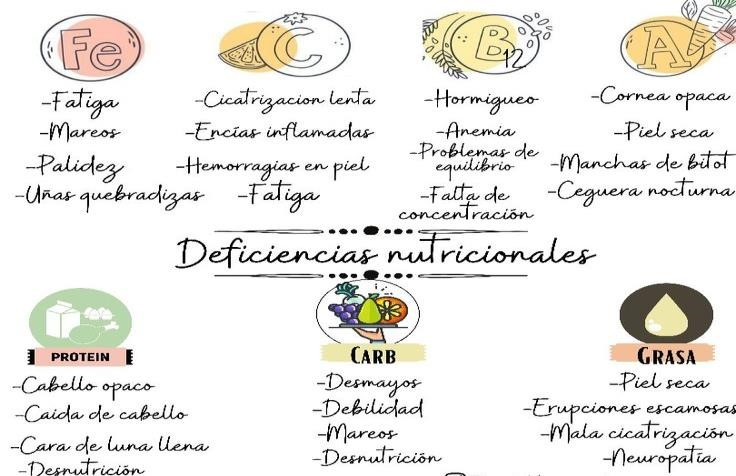 Fe
-Fatiga
-Mareos
-Palidez
-Uñas quebradizas
C
-Cicatrizacion lenta
-Encías inflamadas
-Hemorragias en piel
-Fatiga
B
12
-Hormigueo
-Anemia
-Problemas de
equilibrio
-Falta de
concentración
A
-Cornea opaca
-Piel seca
-Manchas de bitot
-Ceguera nocturna
Deficiencias nutricionales
PROTEIN
-Cabello opaco
-Caida de cabello
-Cara de luna llena
-Desnutrición
CARB
-Desmayos
-Debilidad
-Mareos
-Desnutrición
GRASA
-Piel seca
-Erupciones escamosas
-Mala cicatrización
-Neuropatia